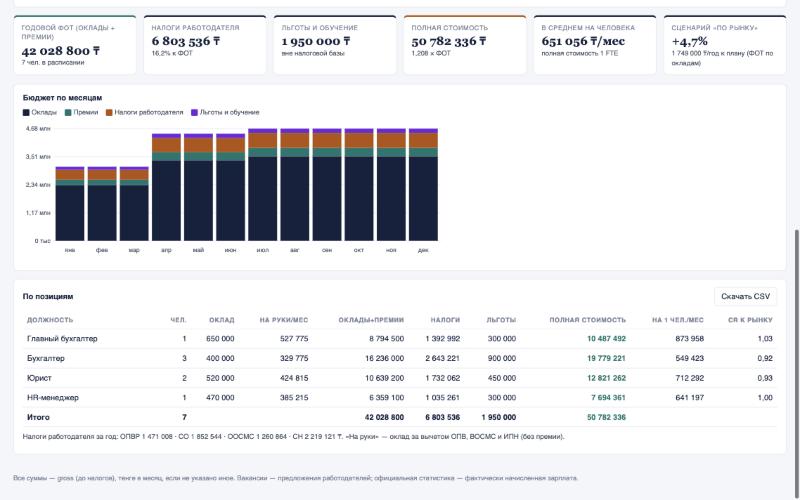 ГОДОВОЙ ФОТ (ОКЛАДЫ + ПРЕМИИ)
42 028 800 ₸
7 чел. в расписании
НАЛОГИ РАБОТОДАТЕЛЯ
6 803 536 ₸
16,2% к ФОТ
ЛЬГОТЫ И ОБУЧЕНИЕ
1 950 000 ₸
вне налоговой базы
ПОЛНАЯ СТОИМОСТЬ
50 782 336 ₸
1,208 х ФОТ
В СРЕДНЕМ НА ЧЕЛОВЕКА
651 056 ₸/мес
полная стоимость 1 FTE
СЦЕНАРИЙ «ПО РЫНКУ»
+4,7%
1 749 000 ₸/год к плану (ФОТ по окладам)
Бюджет по месяцам
Оклады Премии Налоги работодателя Льготы и обучение
4,68 млн
3,51 млн
2,34 млн
1,17 млн
0 тыс
янв фев мар апр май июн июл авг сен окт ноя дек
По позициям
Скачать CSV
ДОЛЖНОСТЬ ЧЕЛ. ОКЛАД НА РУКИ/МЕС ОКЛАДЫ+ПРЕМИИ НАЛОГИ ЛЬГОТЫ ПОЛНАЯ СТОИМОСТЬ НА 1 ЧЕЛ./МЕС CR К РЫНКУ
Главный бухгалтер 1 650 000 527 775 8 794 500 1 392 992 300 000 10 487 492 873 958 1,03
Бухгалтер 3 400 000 329 775 16 236 000 2 643 221 900 000 19 779 221 549 423 0,92
Юрист 2 520 000 424 815 10 639 200 1 732 062 450 000 12 821 262 712 292 0,93
HR-менеджер 1 470 000 385 215 6 359 100 1 035 261 300 000 7 694 361 641 197 1,00
Итого 7 42 028 800 6 803 536 1 950 000 50 782 336
Налоги работодателя за год: ОПВР 1 471 008 · СО 1 852 544 · ООСМС 1 260 864 · СН 2 219 121 ₸. «На руки» — оклад за вычетом ОПВ, ВОСМС и ИПН (без премии).
Все суммы — gross (до налогов), тенге в месяц, если не указано иное. Вакансии — предложения работодателей; официальная статистика — фактически начисленная зарплата.